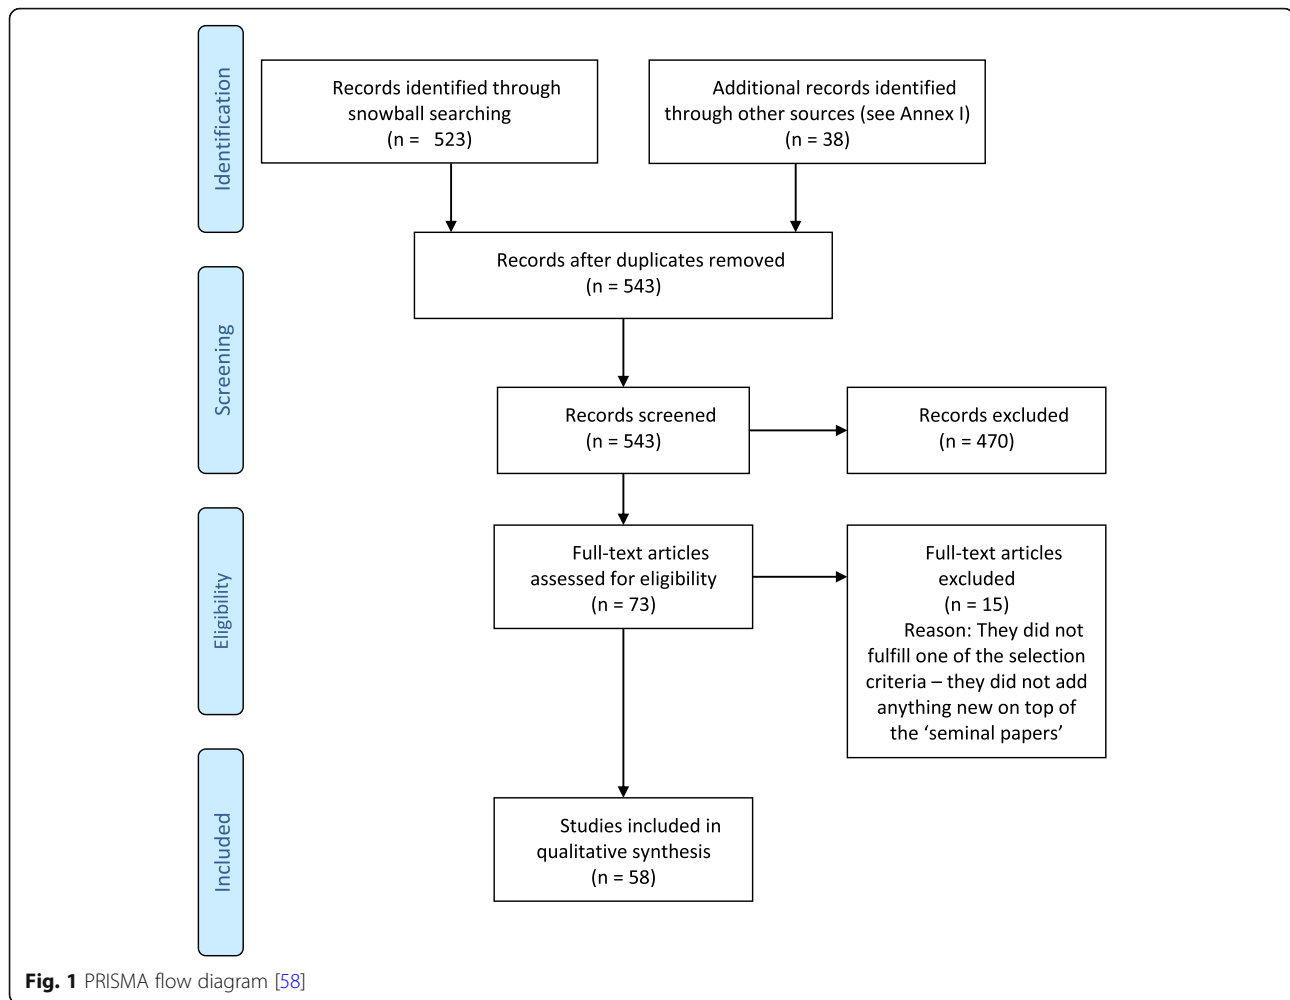 Identification
Records identified through
snowball searching
(n = 523)
Additional records identified
through other sources (see Annex I)
(n = 38)
Records after duplicates removed
(n = 543)
Screening
Records screened
(n = 543)
Records excluded
(n = 470)
Eligibility
Full-text articles
assessed for eligibility
(n = 73)
Full-text articles
excluded
(n = 15)
Reason: They did not
fulfill one of the selection
criteria – they did not add
anything new on top of
the ‘seminal papers’
Included
Studies included in
qualitative synthesis
(n = 58)
Fig. 1 PRISMA flow diagram [58]